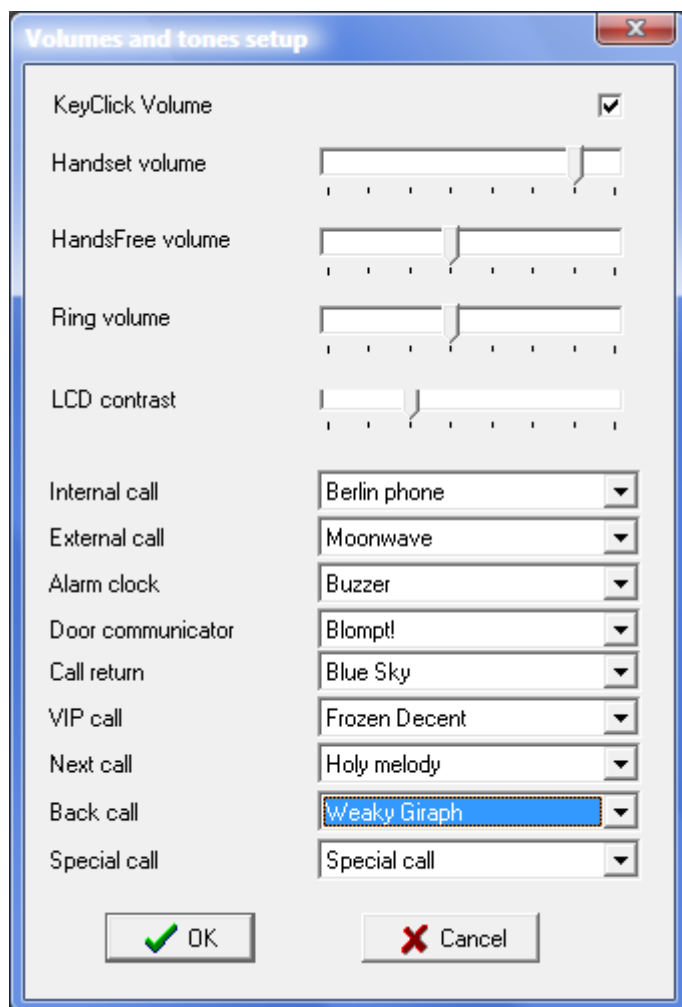 Volumes and tones setup
KeyClick Volume
Handset volume
HandsFree volume
Ring volume
LCD contrast
Internal call Berlin phone
External call Moonwave
Alarm clock Buzzer
Door communicator Blompt!
Call return Blue Sky
VIP call Frozen Decent
Next call Holy melody
Back call Weaky Giraph
Special call Special call
OK Cancel